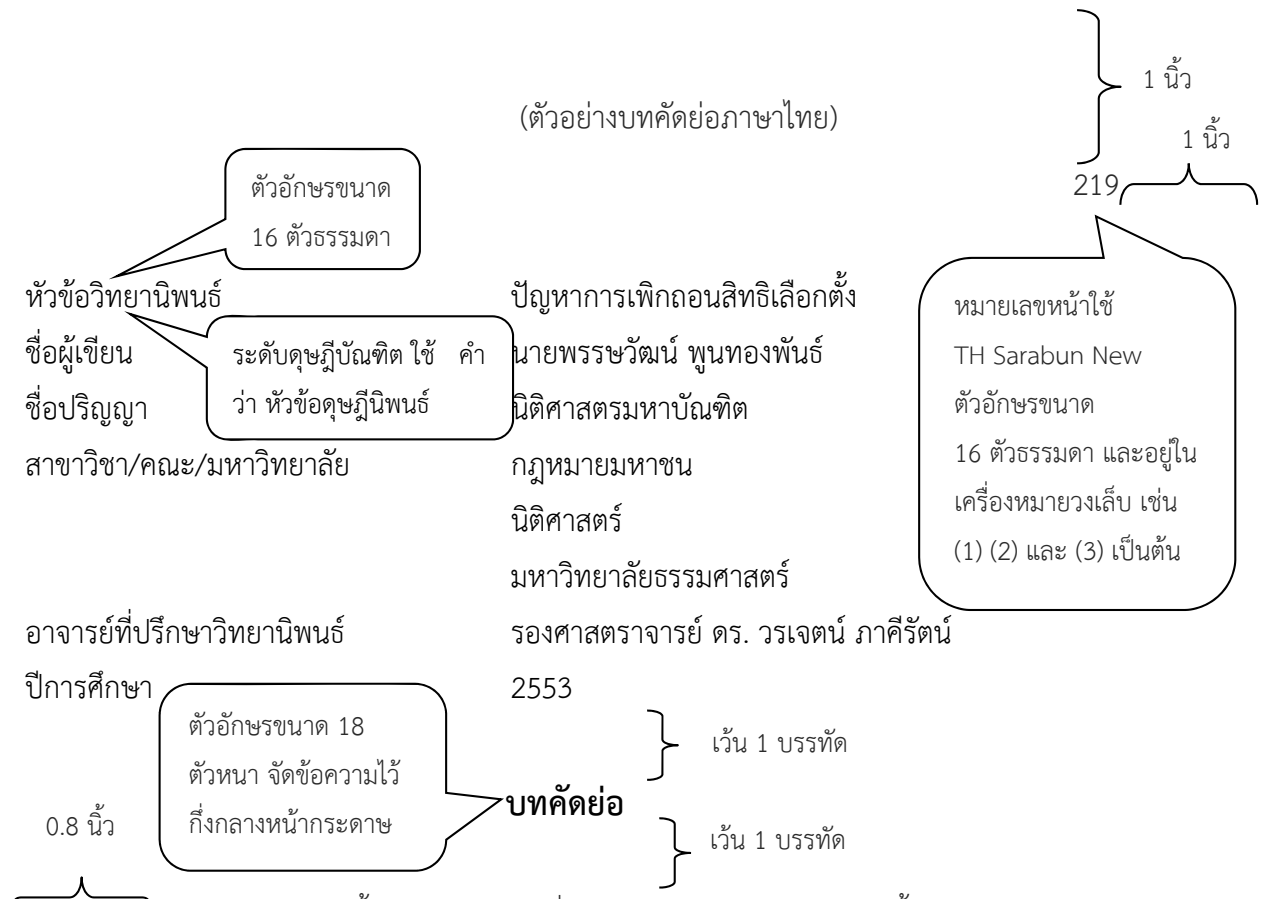 1 นิ้ว
(ตัวอย่างบทคัดย่อภาษาไทย)
1 นิ้ว
219
ตัวอักษรขนาด
16 ตัวธรรมดา
หัวข้อวิทยานิพนธ์ ปัญหาการเพิกถอนสิทธิเลือกตั้ง
ชื่อผู้เขียน นายพรรษวัฒน์ พูนทองพันธ์
ชื่อปริญญา นิติศาสตรมหาบัณฑิต
สาขาวิชา/คณะ/มหาวิทยาลัย กฎหมายมหาชน
นิติศาสตร์
มหาวิทยาลัยธรรมศาสตร์
อาจารย์ที่ปรึกษาวิทยานิพนธ์ รองศาสตราจารย์ ดร. วรเจตน์ ภาคีรัตน์
ปีการศึกษา 2553
ระดับดุษฎีบัณฑิต ใช้ คำ
ว่า หัวข้อดุษฎีนิพนธ์
หมายเลขหน้าใช้
TH Sarabun New
ตัวอักษรขนาด
16 ตัวธรรมดา และอยู่ใน
เครื่องหมายวงเล็บ เช่น
(1) (2) และ (3) เป็นต้น
ตัวอักษรขนาด 18
ตัวหนา จัดข้อความไว้
กึ่งกลางหน้ากระดาษ
เว้น 1 บรรทัด
บทคัดย่อ
0.8 นิ้ว
เว้น 1 บรรทัด